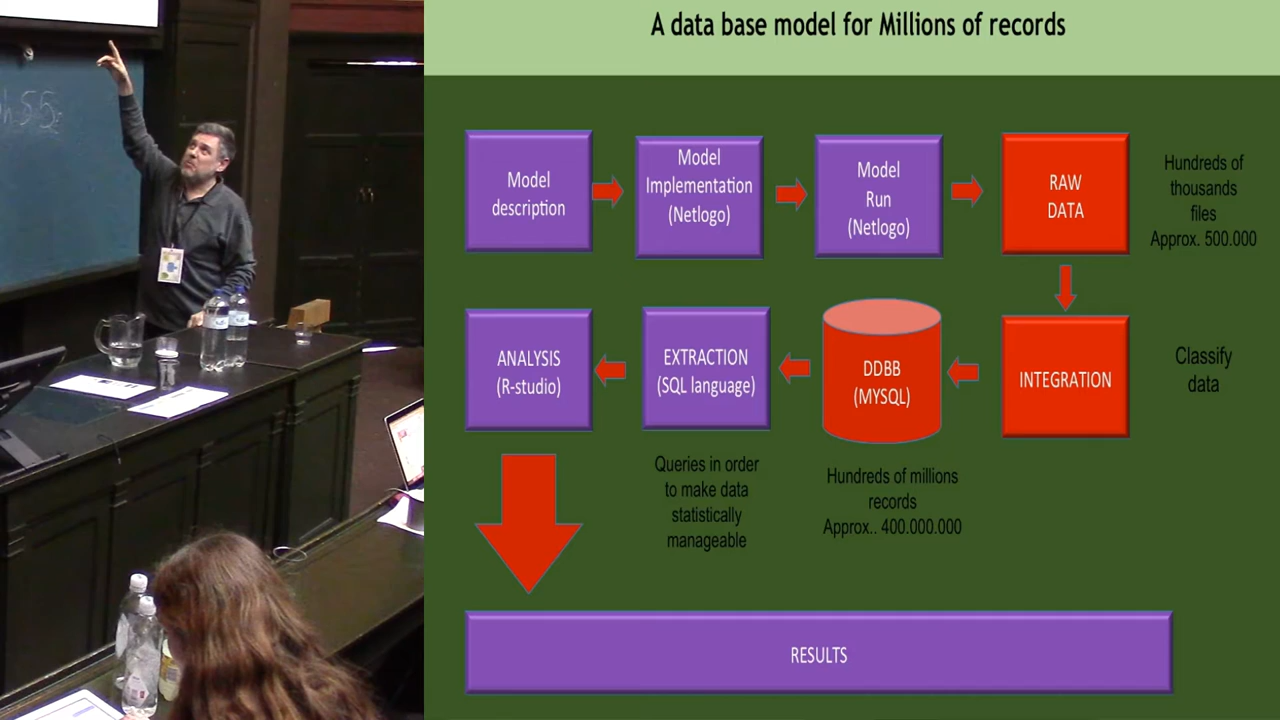 A data base model for Millions of records
Model
description
Model
Implementation
(Netlogo)
Model
Run
(Netlogo)
RAW
DATA
Hundreds of
thousands
files
Approx. 500.000
ANALYSIS
(R-studio)
EXTRACTION
(SQL language)
DDBB
(MYSQL)
INTEGRATION
Classify
data
Queries in order
to make data
statistically
manageable
Hundreds of millions
records
Approx.. 400.000.000
RESULTS